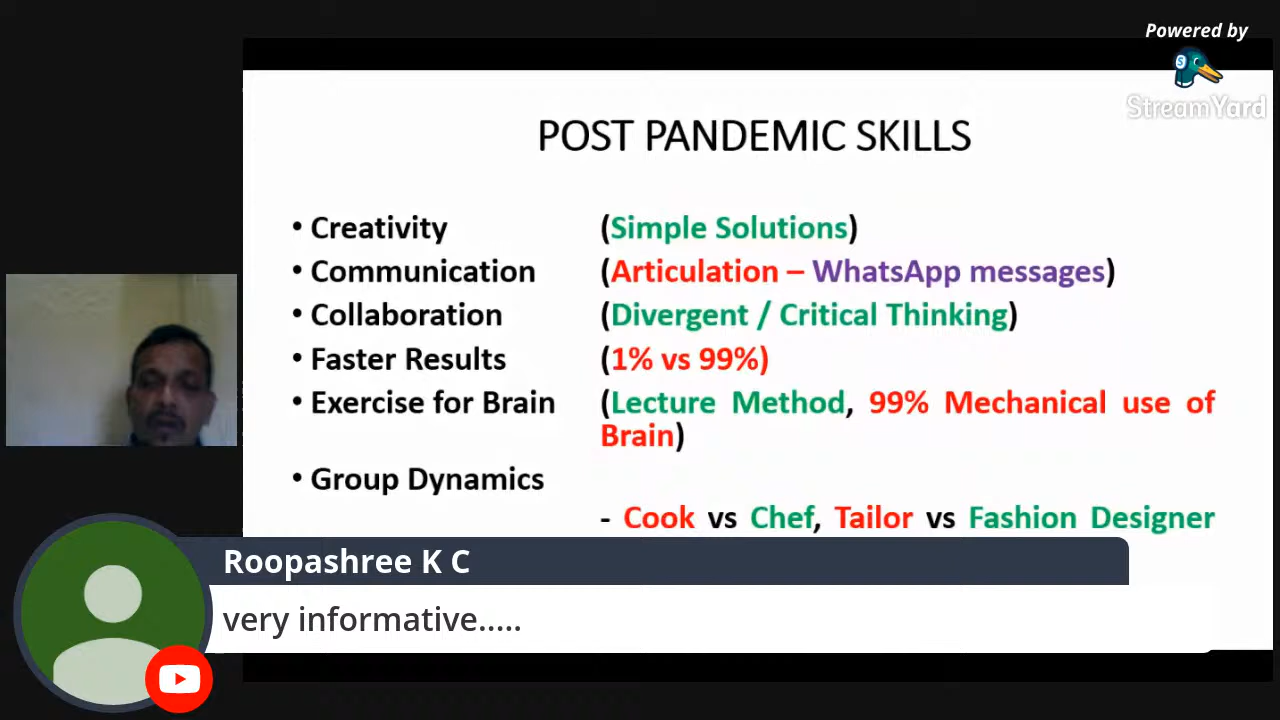 Powered by
StreamYard
POST PANDEMIC SKILLS
• Creativity (Simple Solutions)
• Communication (Articulation – WhatsApp messages)
• Collaboration (Divergent / Critical Thinking)
• Faster Results (1% vs 99%)
• Exercise for Brain (Lecture Method, 99% Mechanical use of
Brain)
• Group Dynamics
- Cook vs Chef, Tailor vs Fashion Designer
Roopashree K C
very informative.....